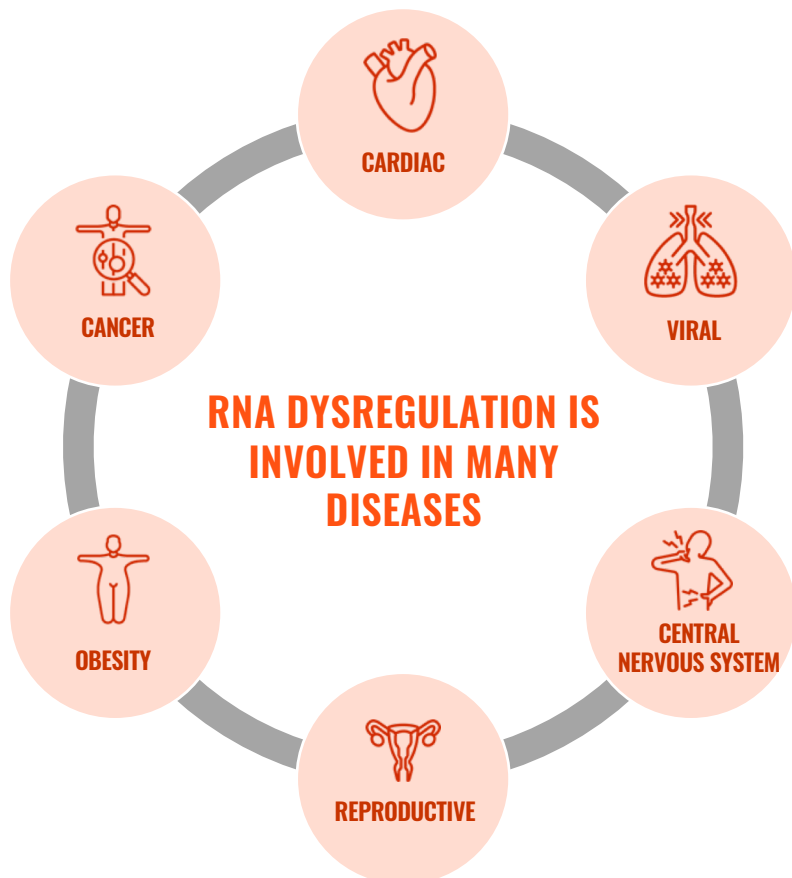 CARDIAC
CANCER
VIRAL
RNA DYSREGULATION IS
INVOLVED IN MANY
DISEASES
CENTRAL
NERVOUS SYSTEM
OBESITY
REPRODUCTIVE